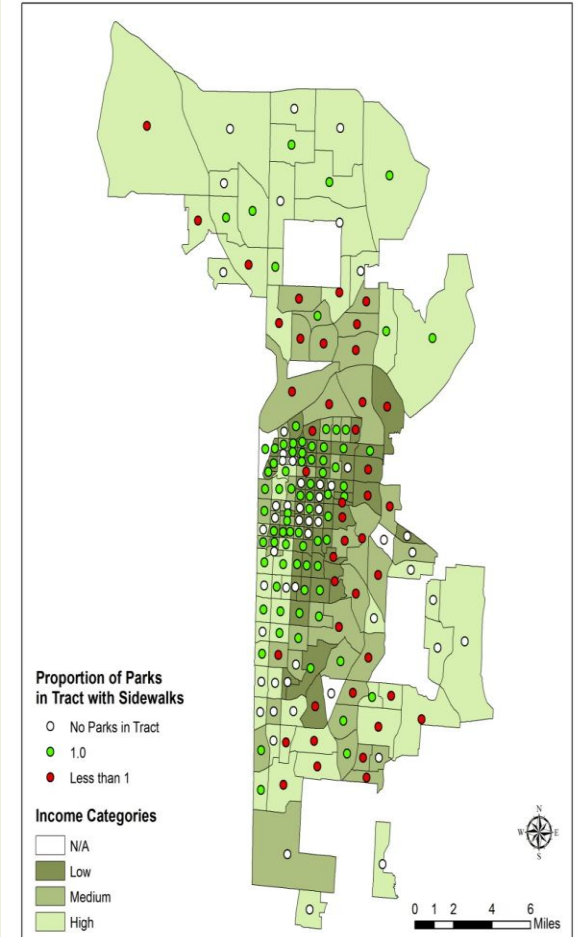 Proportion of Parks
in Tract with Sidewalks
No Parks in Tract
1.0
Less than 1
Income Categories
N/A
Low
Medium
High
N
W E
S
0 1 2 4 6
Miles